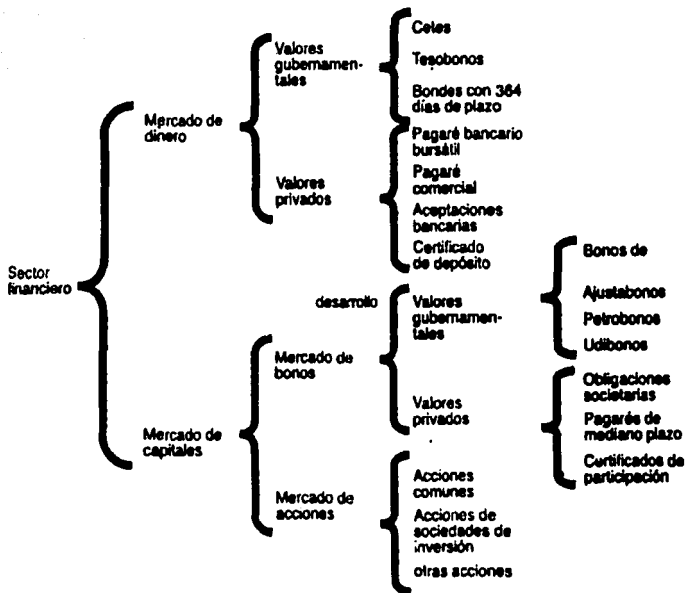 Sector
financiero
Mercado de
dinero
Valores
gubernamen-
tales
Cetes
Tesobonos
Bondes con 364
días de plazo
Valores
privados
Pagaré bancario
bursátil
Pagaré
comercial
Aceptaciones
bancarias
Certificado
de depósito
Mercado de
capitales
Mercado de
bonos
desarrollo
Valores
gubernamen-
tales
Bonos de
Ajustabonos
Petrobonos
Udibonos
Valores
privados
Obligaciones
societarias
Pagarés de
mediano plazo
Certificados de
participación
Mercado de
acciones
Acciones
comunes
Acciones de
sociedades de
inversión
otras acciones